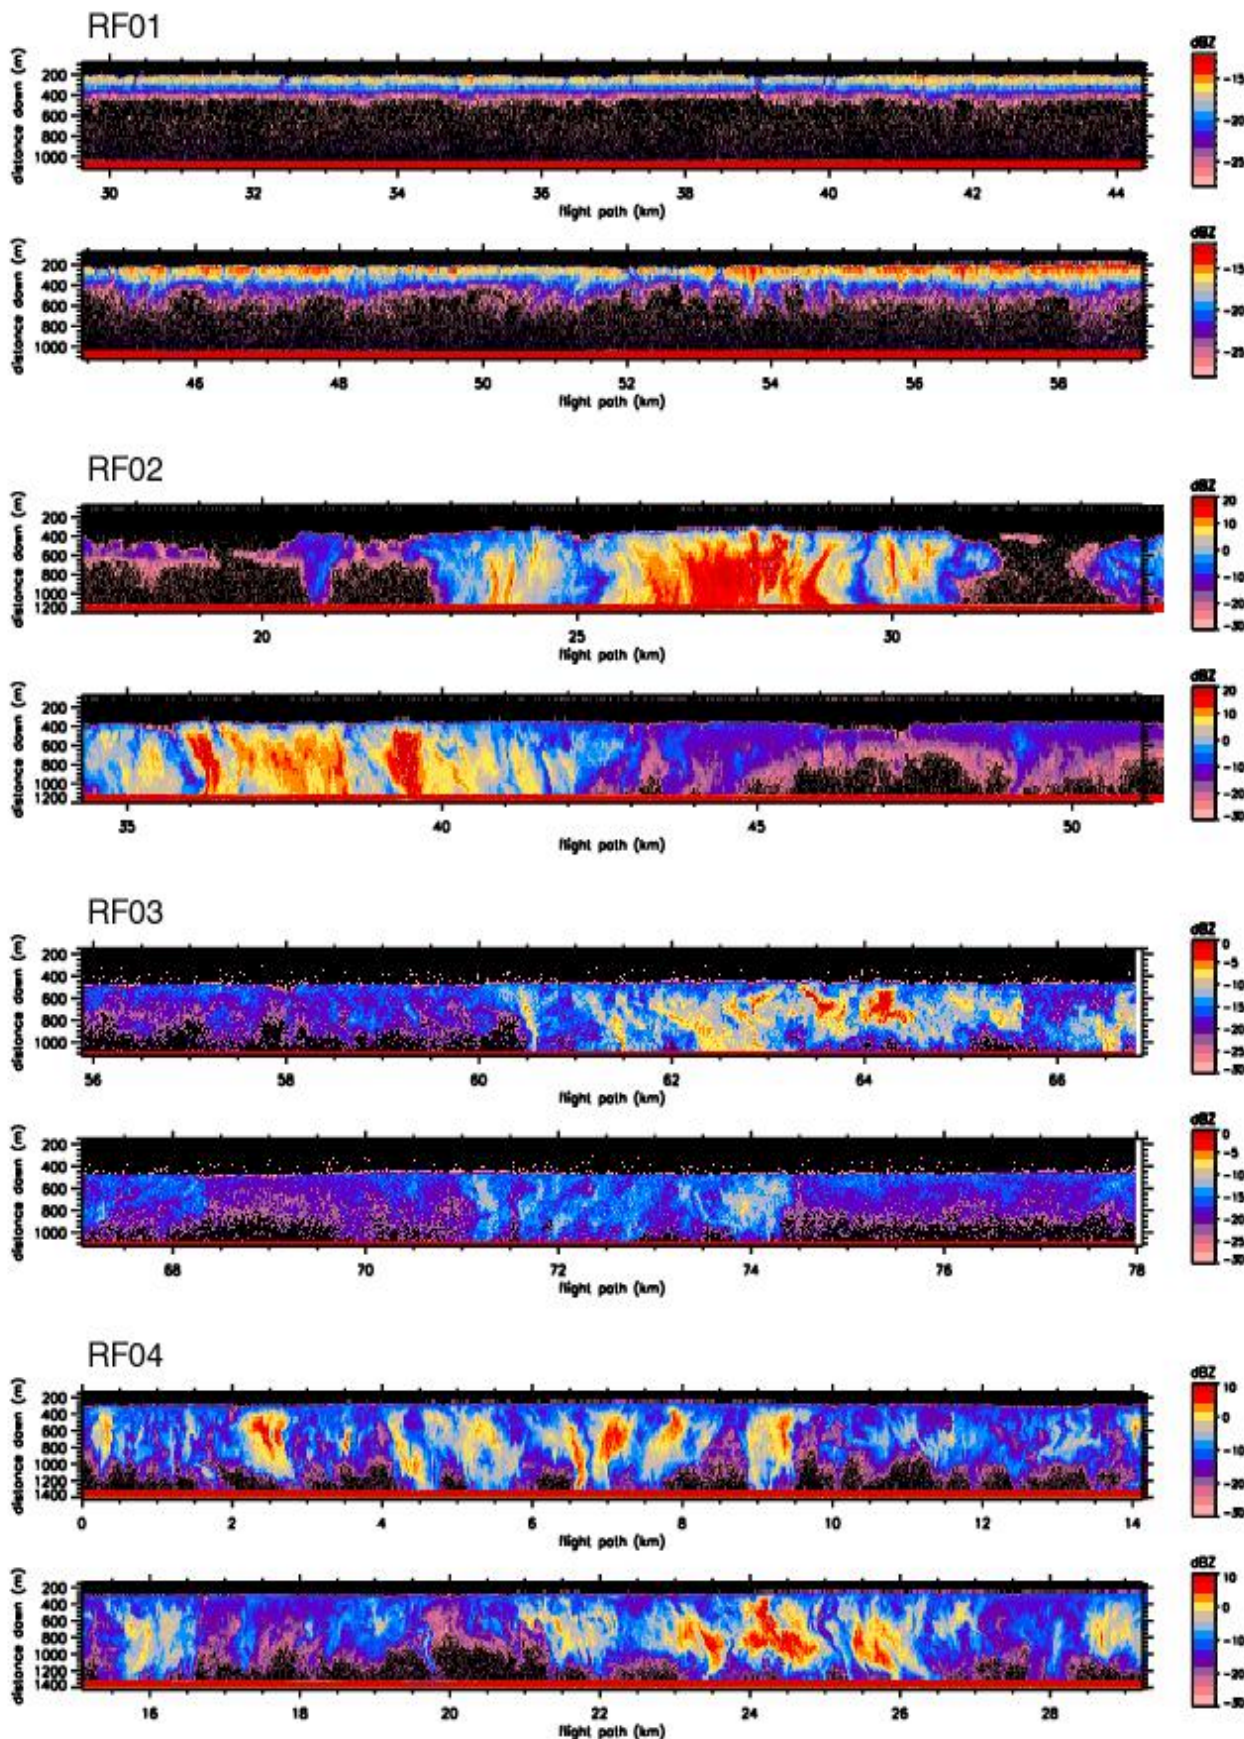 RF01
dBZ
distance down (m)
200
400
600
800
1000
-15
-20
-25
30 32 34 36 38 40 42 44
flight path (km)
dBZ
distance down (m)
200
400
600
800
1000
-15
-20
-25
46 48 50 52 54 56 58
flight path (km)
RF02
dBZ
distance down (m)
200
400
600
800
1000
1200
20
10
0
-10
-20
-30
20 25 30
flight path (km)
dBZ
distance down (m)
200
400
600
800
1000
1200
20
10
0
-10
-20
-30
35 40 45 50
flight path (km)
RF03
dBZ
distance down (m)
200
400
600
800
1000
0
-5
-10
-15
-20
-25
-30
56 58 60 62 64 66
flight path (km)
dBZ
distance down (m)
200
400
600
800
1000
0
-5
-10
-15
-20
-25
-30
68 70 72 74 76 78
flight path (km)
RF04
dBZ
distance down (m)
200
400
600
800
1000
1200
1400
10
0
-10
-20
-30
0 2 4 6 8 10 12 14
flight path (km)
dBZ
distance down (m)
200
400
600
800
1000
1200
1400
10
0
-10
-20
-30
16 18 20 22 24 26 28
flight path (km)